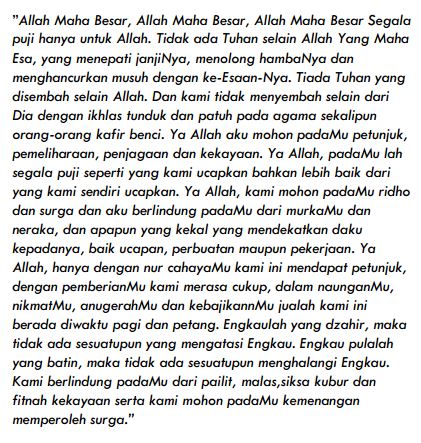 "Allah Maha Besar, Allah Maha Besar, Allah Maha Besar Segala
puji hanya untuk Allah. Tidak ada Tuhan selain Allah Yang Maha
Esa, yang menepati janjiNya, menolong hambaNya dan
menghancurkan musuh dengan ke-Esaan-Nya. Tiada Tuhan yang
disembah selain Allah. Dan kami tidak menyembah selain dari
Dia dengan ikhlas tunduk dan patuh pada agama sekalipun
orang-orang kafir benci. Ya Allah aku mohon padaMu petunjuk,
pemeliharaan, penjagaan dan kekayaan. Ya Allah, padaMu lah
segala puji seperti yang kami ucapkan bahkan lebih baik dari
yang kami sendiri ucapkan. Ya Allah, kami mohon padaMu ridho
dan surga dan aku berlindung padaMu dari murkaMu dan
neraka, dan apapun yang kekal yang mendekatkan daku
kepadanya, baik ucapan, perbuatan maupun pekerjaan. Ya
Allah, hanya dengan nur cahayaMu kami ini mendapat petunjuk,
dengan pemberianMu kami merasa cukup, dalam naunganMu,
nikmatMu, anugerahMu dan kebajikannMu jualah kami ini
berada diwaktu pagi dan petang. Engkaulah yang dzahir, maka
tidak ada sesuatupun yang mengatasi Engkau. Engkau pulalah
yang batin, maka tidak ada sesuatupun menghalangi Engkau.
Kami berlindung padaMu dari pailit, malas,siksa kubur dan
fitnah kekayaan serta kami mohon padaMu kemenangan
memperoleh surga."